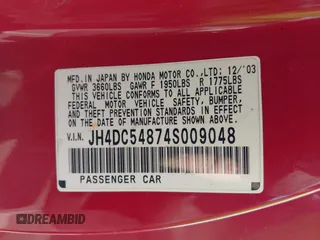 MFD. IN JAPAN BY HONDA MOTOR CO.,LTD: 12/'03
GVWR 3660LBS GAWR F 1950LBS R 1775LBS
THIS VEHICLE CONFORMS TO ALL APPLICABLE
FEDERAL MOTOR VEHICLE SAFETY, BUMPER,
AND THEFT PREVENTION STANDARDS IN EFFECT
ON THE DATE OF MANUFACTURE SHOWN ABOVE.
V.I.N. JH4DC54874S009048
PASSENGER CAR
DREAMBID